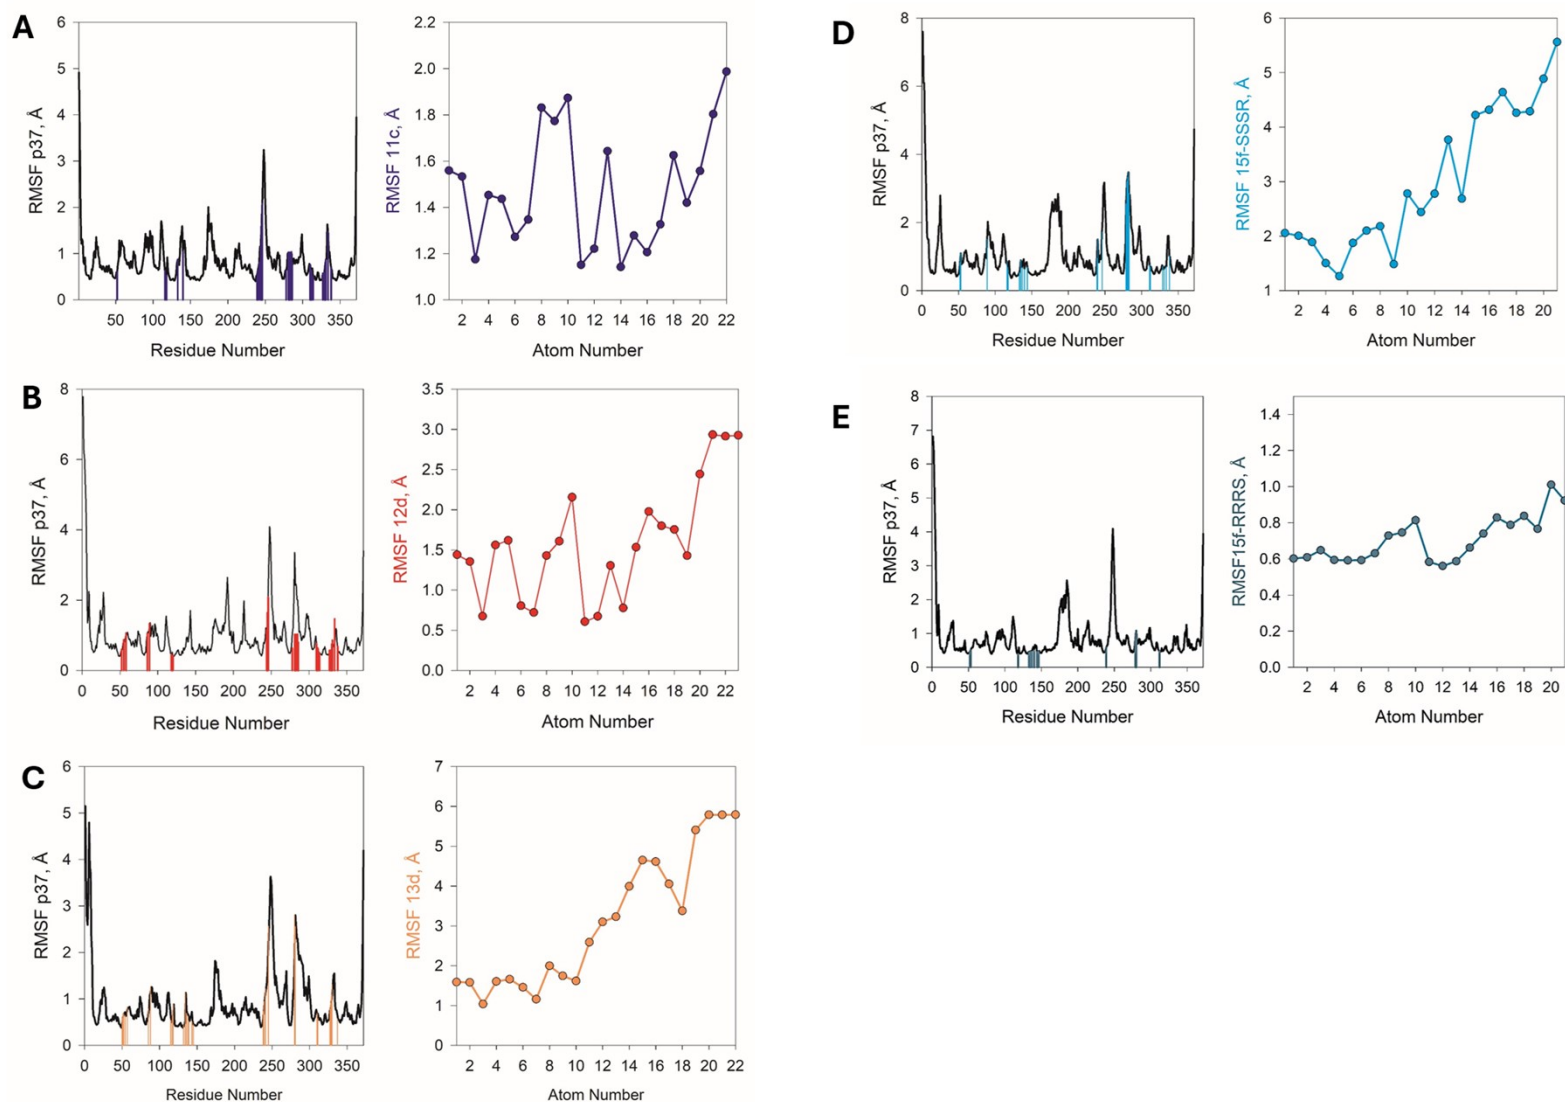 A
RMSF p37, Å
6
5
4
3
2
1
0
50 100 150 200 250 300 350
Residue Number
RMSF 11c, Å
2.2
2.0
1.8
1.6
1.4
1.2
1.0
2 4 6 8 10 12 14 16 18 20 22
Atom Number
B
RMSF p37, Å
8
6
4
2
0
0 50 100 150 200 250 300 350
Residue Number
RMSF 12d, Å
3.5
3.0
2.5
2.0
1.5
1.0
0.5
0.0
2 4 6 8 10 12 14 16 18 20 22
Atom Number
C
RMSF p37, Å
6
5
4
3
2
1
0
0 50 100 150 200 250 300 350
Residue Number
RMSF 13d, Å
7
6
5
4
3
2
1
0
2 4 6 8 10 12 14 16 18 20 22
Atom Number
D
RMSF p37, Å
8
6
4
2
0
0 50 100 150 200 250 300 350
Residue Number
RMSF 15f-SSSR, Å
6
5
4
3
2
1
2 4 6 8 10 12 14 16 18 20
Atom Number
E
RMSF p37, Å
8
7
6
5
4
3
2
1
0
0 50 100 150 200 250 300 350
Residue Number
RMSF15f-RRRS, Å
1.4
1.2
1.0
0.8
0.6
0.4
0.2
0.0
2 4 6 8 10 12 14 16 18 20
Atom Number